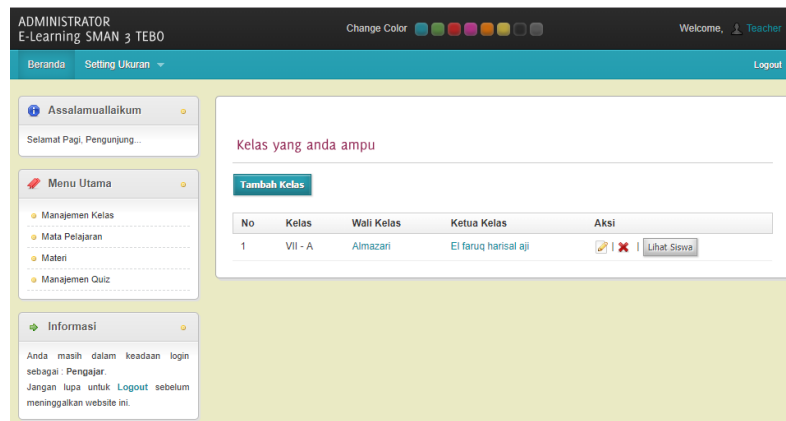 ADMINISTRATOR
E-Learning SMAN 3 TEBO
Change Color
Welcome, Teacher
Beranda Setting Ukuran
Logout
Assalamuallaikum
Selamat Pagi, Pengunjung...
Menu Utama
Manajemen Kelas
Mata Pelajaran
Materi
Manajemen Quiz
Informasi
Anda masih dalam keadaan login
sebagai : Pengajar.
Jangan lupa untuk Logout sebelum
meninggalkan website ini.
Kelas yang anda ampu
Tambah Kelas
No Kelas Wali Kelas Ketua Kelas Aksi
1 VII - A Almazari El faruq harisal aji | | Lihat Siswa